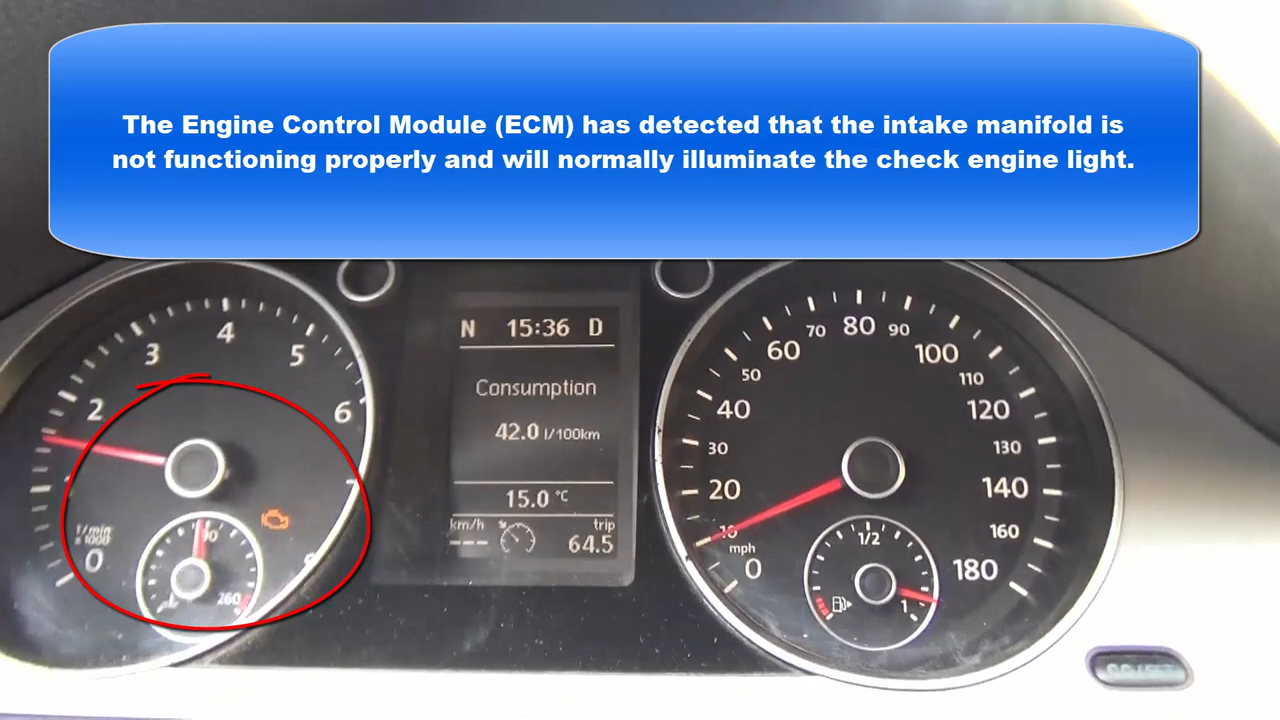 The Engine Control Module (ECM) has detected that the intake manifold is
not functioning properly and will normally illuminate the check engine light.
N 15:36 D
Consumption
42.0 l/100km
15.0 °C
km/h trip
--- 64.5
0
2
3
4
5
6
1/min
x 1000
90
260
0
10
20
30
40
50
60
70
80
90
100
110
120
130
140
160
180
mph
1/2
1